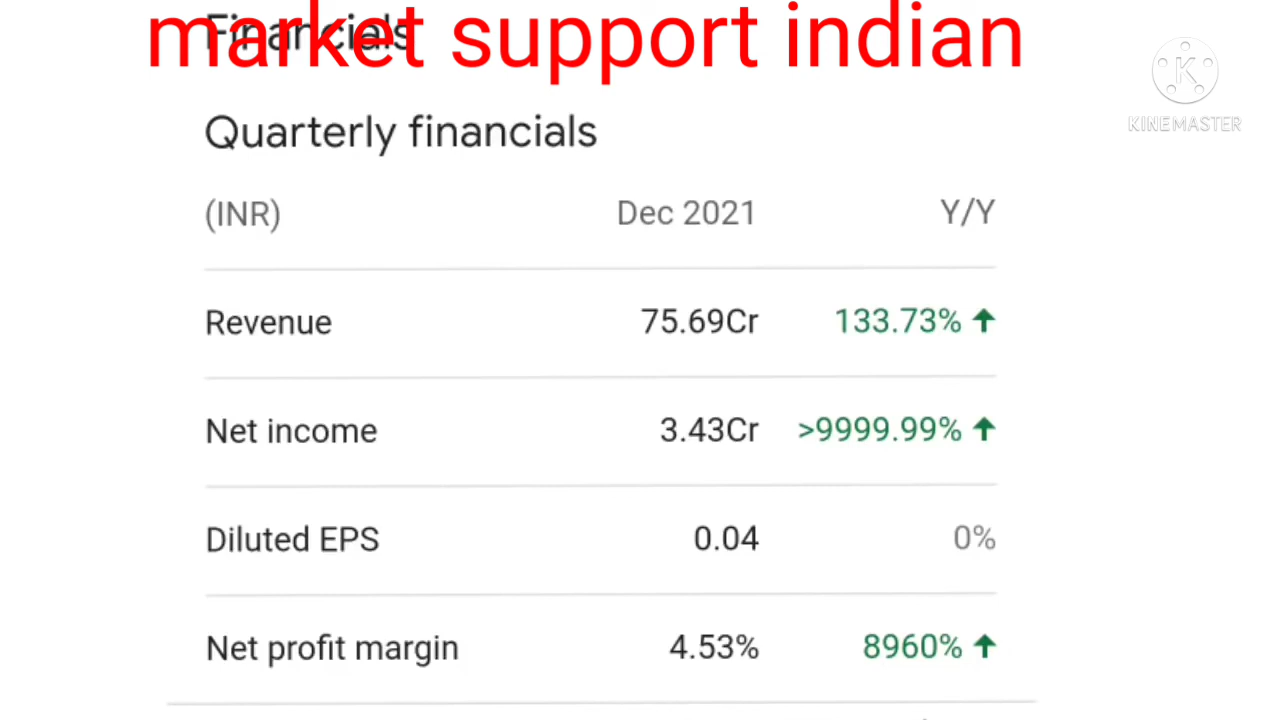 market support indian
Financials
K
KINEMASTER
Quarterly financials
(INR) Dec 2021 Y/Y
Revenue 75.69Cr 133.73%
Net income 3.43Cr >9999.99%
Diluted EPS 0.04 0%
Net profit margin 4.53% 8960%